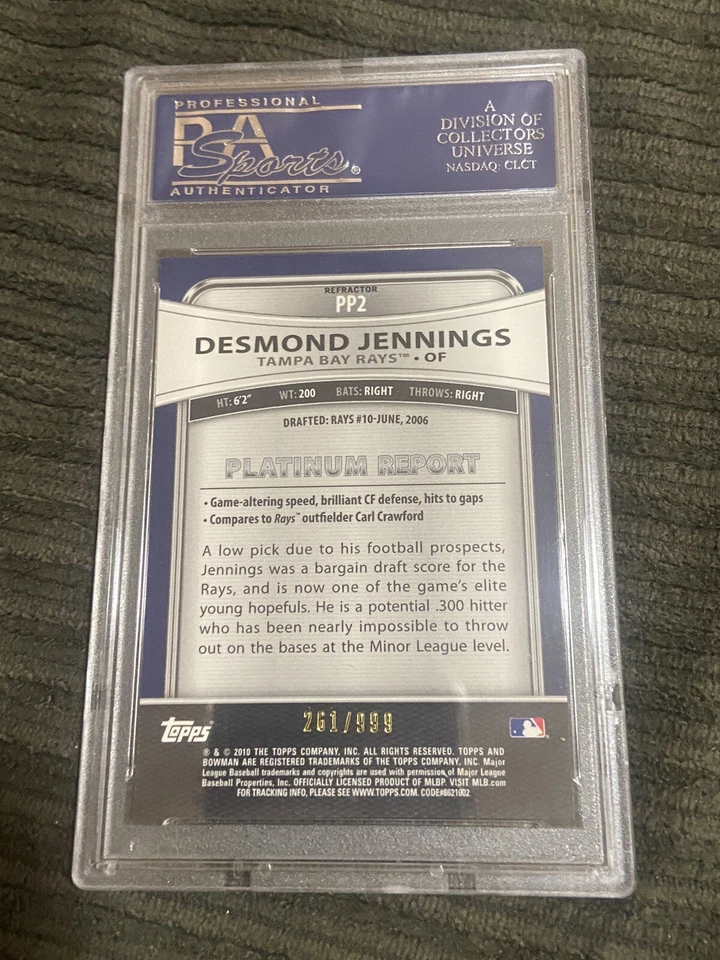 PROFESSIONAL
PSA
Sports®
AUTHENTICATOR
A
DIVISION OF
COLLECTORS
UNIVERSE
NASDAQ: CLCT
REFRACTOR
PP2
DESMOND JENNINGS
TAMPA BAY RAYS™ • OF
HT: 6'2" WT: 200 BATS: RIGHT THROWS: RIGHT
DRAFTED: RAYS #10-JUNE, 2006
PLATINUM REPORT
• Game-altering speed, brilliant CF defense, hits to gaps
• Compares to Rays™ outfielder Carl Crawford
A low pick due to his football prospects,
Jennings was a bargain draft score for the
Rays, and is now one of the game's elite
young hopefuls. He is a potential .300 hitter
who has been nearly impossible to throw
out on the bases at the Minor League level.
Topps
261/999
® & © 2010 THE TOPPS COMPANY, INC. ALL RIGHTS RESERVED. TOPPS AND
BOWMAN ARE REGISTERED TRADEMARKS OF THE TOPPS COMPANY, INC. Major
League Baseball trademarks and copyrights are used with permission of Major League
Baseball Properties, Inc. OFFICIALLY LICENSED PRODUCT OF MLBP. VISIT MLB.com
FOR TRACKING INFO, PLEASE SEE WWW.TOPPS.COM. CODE#8621002